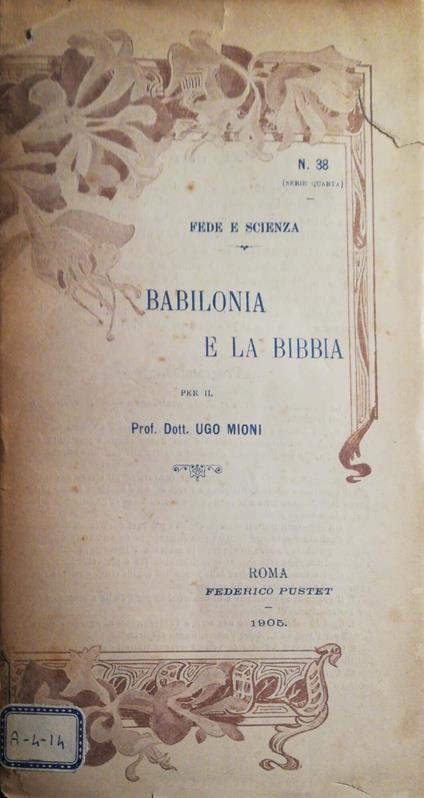 N. 38
(SERIE QUARTA)
FEDE E SCIENZA
BABILONIA
E LA BIBBIA
PER IL
Prof. Dott. UGO MIONI
ROMA
FEDERICO PUSTET
1905.
A-4-14